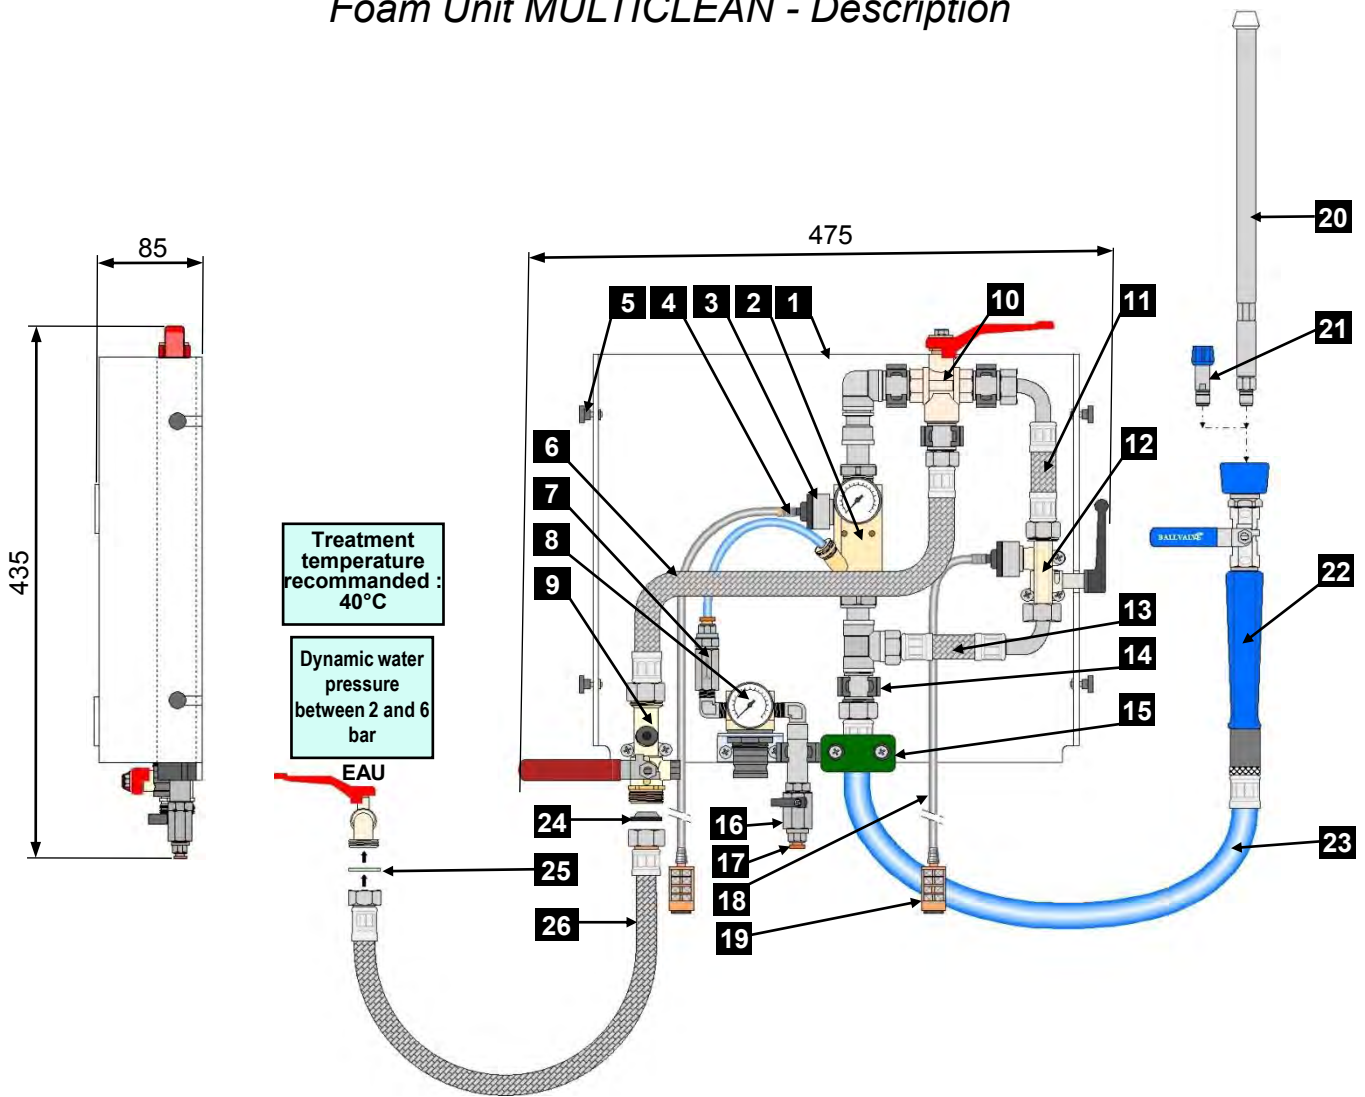 Foam Unit MULTICLEAN - Description
20
475
85
5 4 3 2 1 10 11
21
6
12
7
8
Treatment
temperature
recommanded :
40°C
435
9
22
13
Dynamic water
pressure
between 2 and 6
bar
14
15
EAU
BALLVALVE
24
16
23
25
17
18
26
19